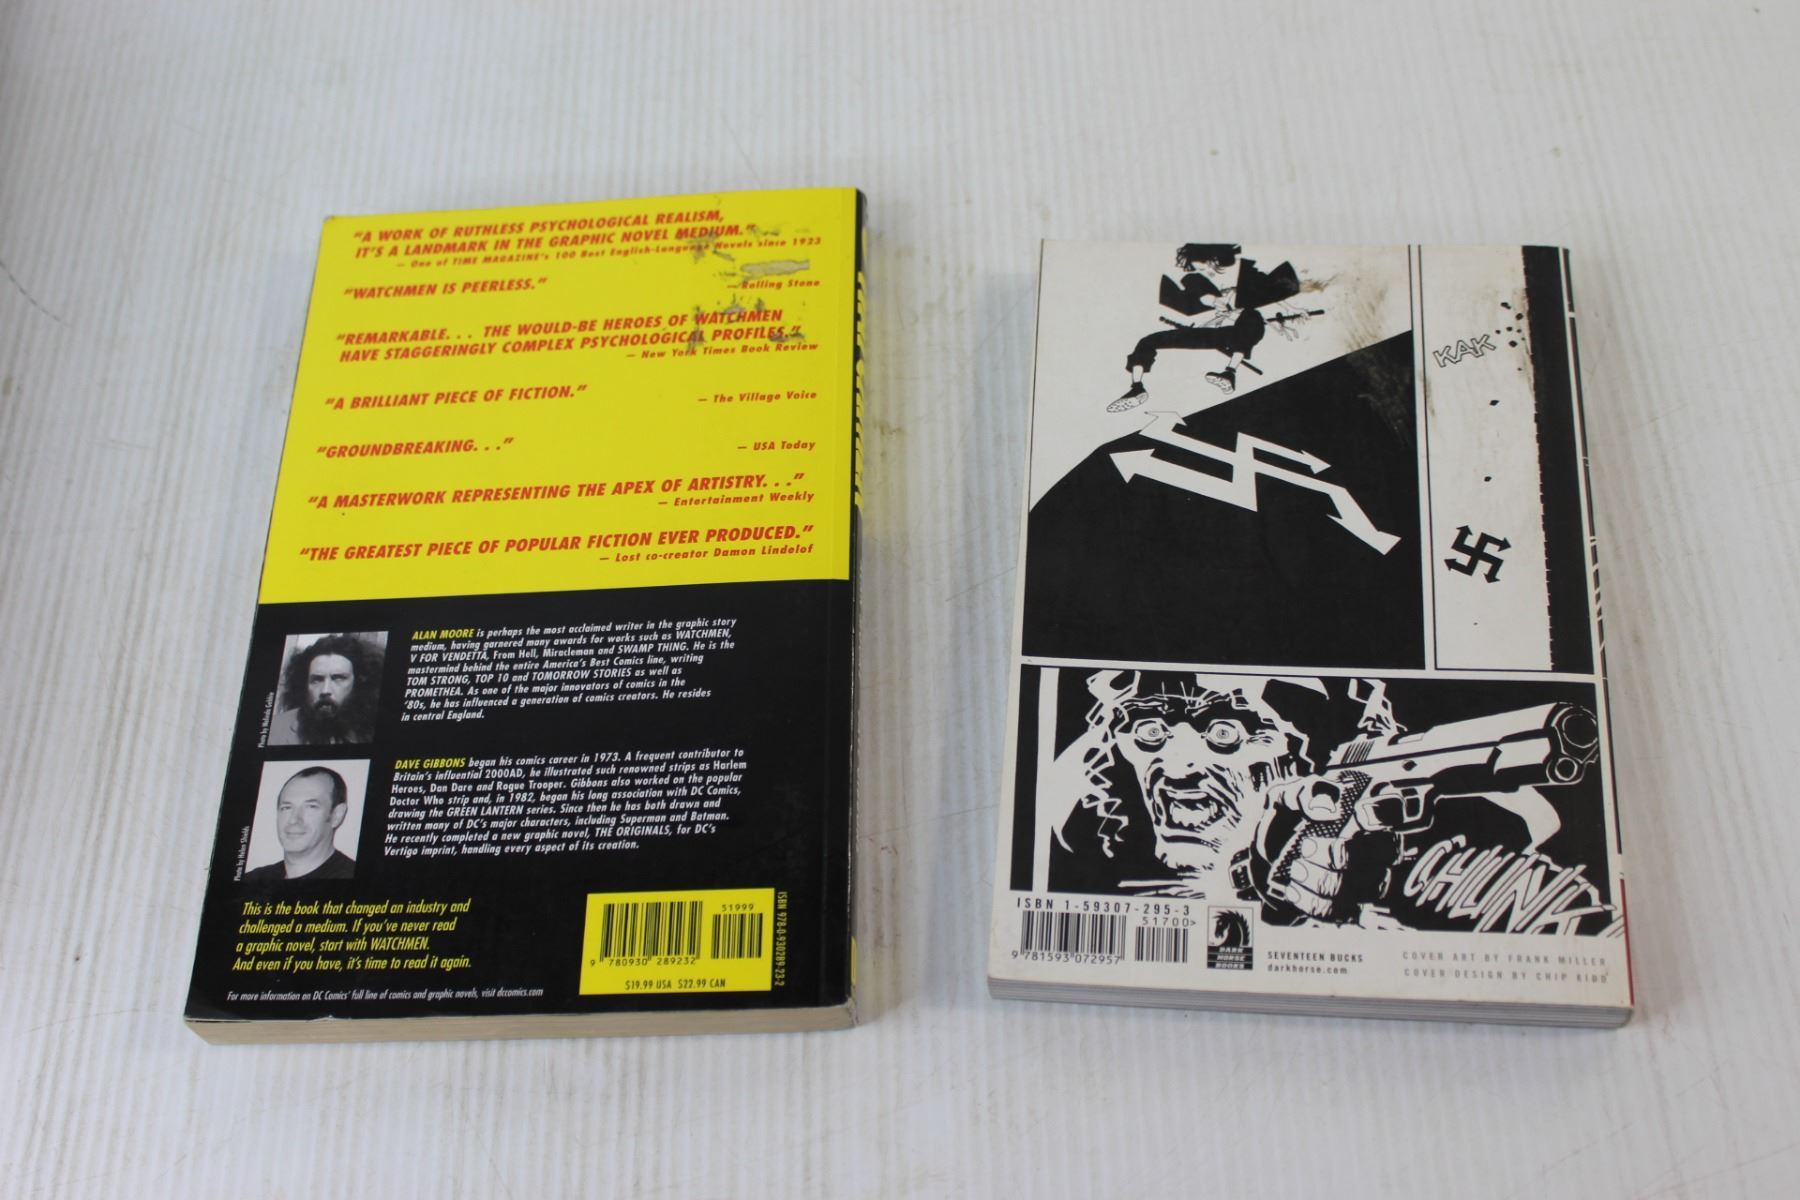 "A WORK OF RUTHLESS PSYCHOLOGICAL REALISM,
IT'S A LANDMARK IN THE GRAPHIC NOVEL MEDIUM."
— One of TIME MAGAZINE's 100 Best English-Language Novels since 1923
"WATCHMEN IS PEERLESS."
— Rolling Stone
"REMARKABLE. . . THE WOULD-BE HEROES OF WATCHMEN
HAVE STAGGERINGLY COMPLEX PSYCHOLOGICAL PROFILES."
— New York Times Book Review
"A BRILLIANT PIECE OF FICTION."
— The Village Voice
"GROUNDBREAKING. . ."
— USA Today
"A MASTERWORK REPRESENTING THE APEX OF ARTISTRY. . ."
— Entertainment Weekly
"THE GREATEST PIECE OF POPULAR FICTION EVER PRODUCED."
— Lost co-creator Damon Lindelof
ALAN MOORE is perhaps the most acclaimed writer in the graphic story
medium, having garnered many awards for works such as WATCHMEN,
V FOR VENDETTA, From Hell, Miracleman and SWAMP THING. He is the
mastermind behind the entire America's Best Comics line, writing
TOM STRONG, TOP 10 and TOMORROW STORIES as well as
PROMETHEA. As one of the major innovators of comics in the
'80s, he has influenced a generation of comics creators. He resides
in central England.
DAVE GIBBONS began his comics career in 1973. A frequent contributor to
Britain's influential 2000AD, he illustrated such renowned strips as Harlem
Heroes, Dan Dare and Rogue Trooper. Gibbons also worked on the popular
Doctor Who strip and, in 1982, began his long association with DC Comics,
drawing the GREEN LANTERN series. Since then he has both drawn and
written many of DC's major characters, including Superman and Batman.
He recently completed a new graphic novel, THE ORIGINALS, for DC's
Vertigo imprint, handling every aspect of its creation.
Photo by Helen Shields
This is the book that changed an industry and
challenged a medium. If you've never read
a graphic novel, start with WATCHMEN.
And even if you have, it's time to read it again.
For more information on DC Comics' full line of comics and graphic novels, visit dccomics.com
51999
9 780930 289232
$19.99 USA $22.99 CAN
ISBN 978-0-930289-23-2
KAK
CHUNK
ISBN 1-59307-295-3
51700>
9 781593 072957
DARK
HORSE
BOOKS
SEVENTEEN BUCKS
darkhorse.com
COVER ART BY FRANK MILLER
COVER DESIGN BY CHIP KIDD